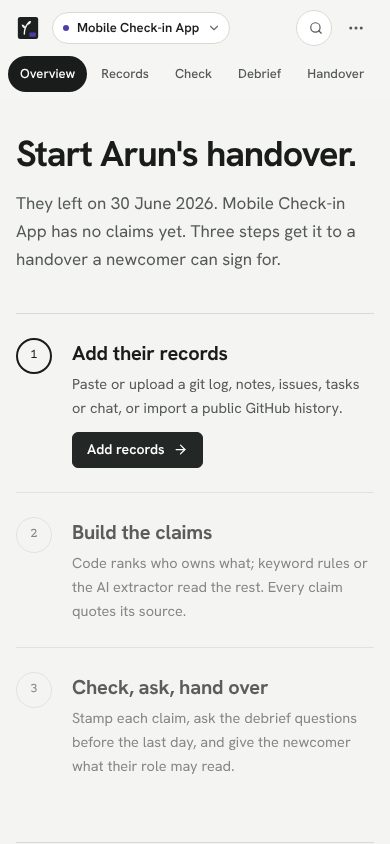 Mobile Check-in App
Overview
Records
Check
Debrief
Handover
Start Arun's handover.
They left on 30 June 2026. Mobile Check-in
App has no claims yet. Three steps get it to a
handover a newcomer can sign for.
1
Add their records
Paste or upload a git log, notes, issues, tasks
or chat, or import a public GitHub history.
Add records →
2
Build the claims
Code ranks who owns what; keyword rules or
the AI extractor read the rest. Every claim
quotes its source.
3
Check, ask, hand over
Stamp each claim, ask the debrief questions
before the last day, and give the newcomer
what their role may read.